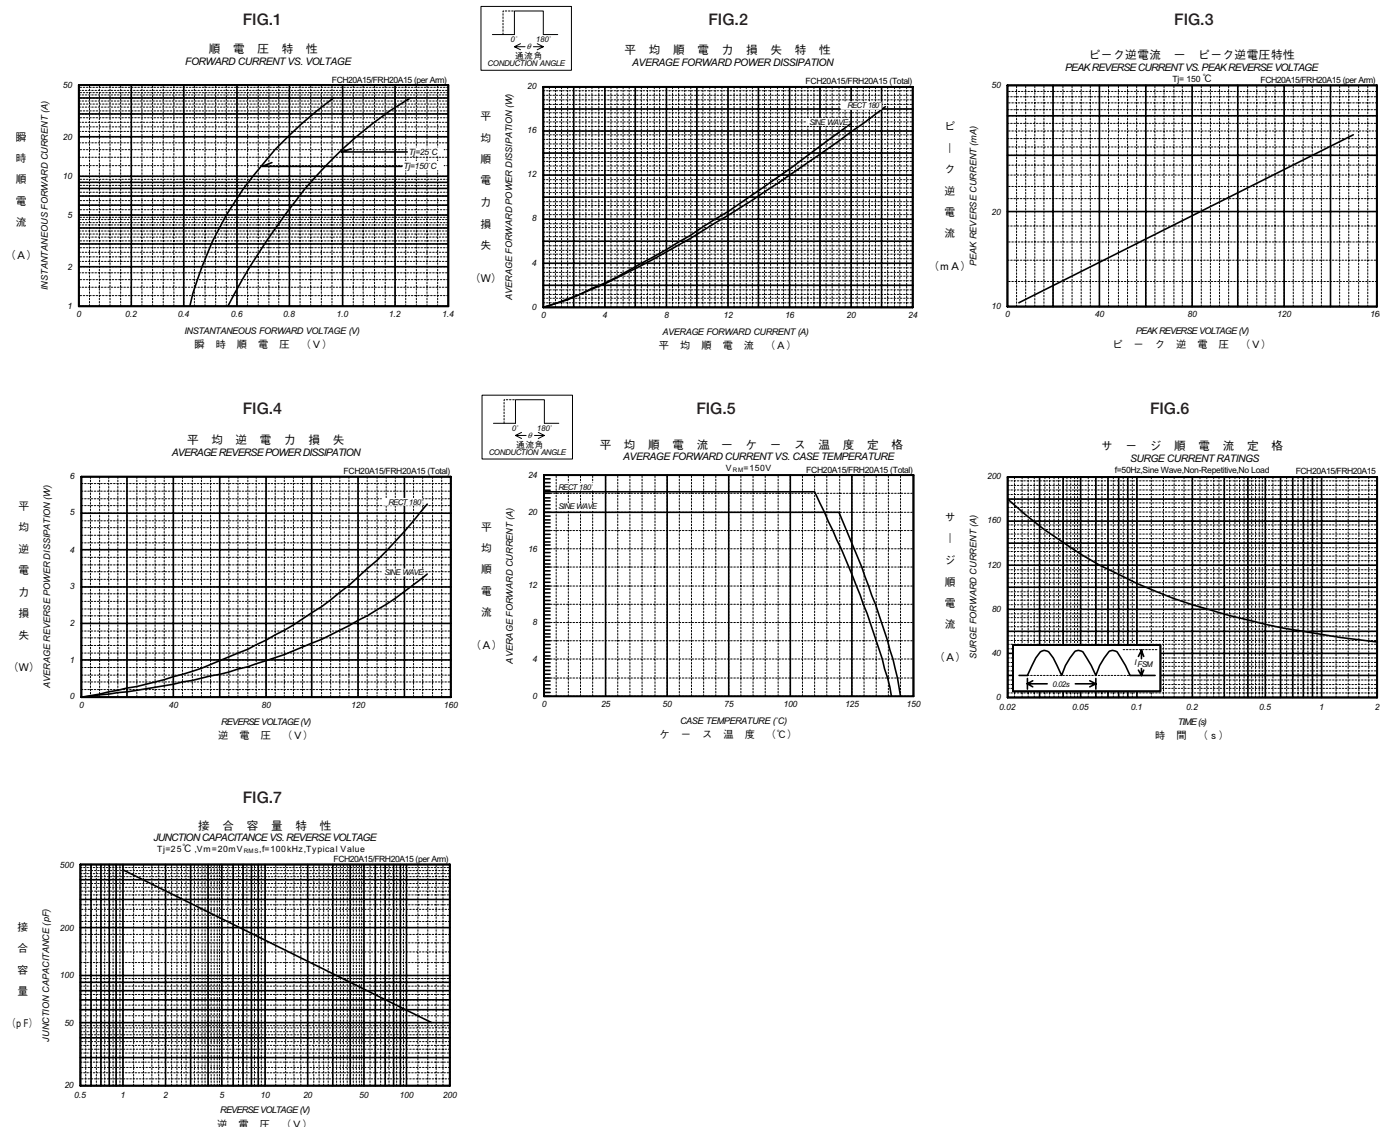 FIG.1
順電圧特性
FORWARD CURRENT VS. VOLTAGE
FCH20A15/FRH20A15 (per Arm)
50
20
10
5
2
1
瞬時順電流 (A)
INSTANTANEOUS FORWARD CURRENT (A)
Tj=25°C
Tj=150°C
0 0.2 0.4 0.6 0.8 1.0 1.2 1.4
INSTANTANEOUS FORWARD VOLTAGE (V)
瞬時順電圧 (V)
0° 180°
θ
通流角
CONDUCTION ANGLE
FIG.2
平均順電力損失特性
AVERAGE FORWARD POWER DISSIPATION
FCH20A15/FRH20A15 (Total)
20
16
12
8
4
0
平均順電力損失 (W)
AVERAGE FORWARD POWER DISSIPATION (W)
RECT 180°
SINE WAVE
0 4 8 12 16 20 24
AVERAGE FORWARD CURRENT (A)
平均順電流 (A)
FIG.3
ピーク逆電流 ー ピーク逆電圧特性
PEAK REVERSE CURRENT VS. PEAK REVERSE VOLTAGE
Tj= 150 ℃
FCH20A15/FRH20A15 (per Arm)
50
20
10
ピーク逆電流 (mA)
PEAK REVERSE CURRENT (mA)
0 40 80 120 16
PEAK REVERSE VOLTAGE (V)
ピーク逆電圧 (V)
FIG.4
平均逆電力損失
AVERAGE REVERSE POWER DISSIPATION
FCH20A15/FRH20A15 (Total)
6
5
4
3
2
1
0
平均逆電力損失 (W)
AVERAGE REVERSE POWER DISSIPATION (W)
RECT 180°
SINE WAVE
0 40 80 120 160
REVERSE VOLTAGE (V)
逆電圧 (V)
0° 180°
θ
通流角
CONDUCTION ANGLE
FIG.5
平均順電流ーケース温度定格
AVERAGE FORWARD CURRENT VS. CASE TEMPERATURE
VRM=150V
FCH20A15/FRH20A15 (Total)
24
20
16
12
8
4
0
平均順電流 (A)
AVERAGE FORWARD CURRENT (A)
RECT 180°
SINE WAVE
0 25 50 75 100 125 150
CASE TEMPERATURE (°C)
ケース温度 (℃)
FIG.6
サージ順電流定格
SURGE CURRENT RATINGS
f=50Hz,Sine Wave,Non-Repetitive,No Load
FCH20A15/FRH20A15
200
160
120
80
40
0
サージ順電流 (A)
SURGE FORWARD CURRENT (A)
IFSM
0.02s
0.02 0.05 0.1 0.2 0.5 1 2
TIME (s)
時間 (s)
FIG.7
接合容量特性
JUNCTION CAPACITANCE VS. REVERSE VOLTAGE
Tj=25℃ ,Vm=20mVRMS,f=100kHz,Typical Value
FCH20A15/FRH20A15 (per Arm)
500
200
100
50
20
接合容量 (pF)
JUNCTION CAPACITANCE (pF)
0.5 1 2 5 10 20 50 100 200
REVERSE VOLTAGE (V)
逆電圧 (V)